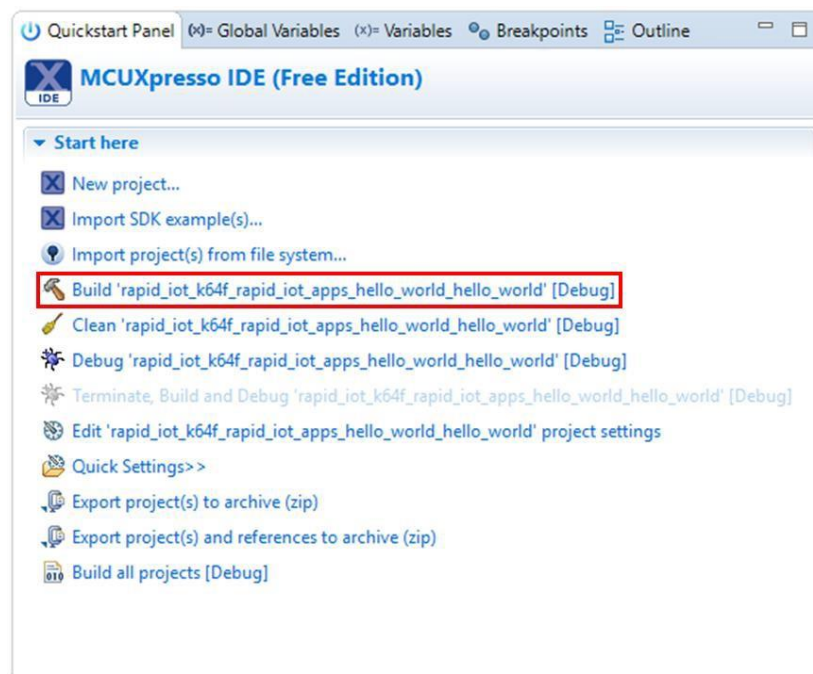 Quickstart Panel (x)= Global Variables (x)= Variables Breakpoints Outline
IDE MCUXpresso IDE (Free Edition)
Start here
New project...
Import SDK example(s)...
Import project(s) from file system...
Build 'rapid_iot_k64f_rapid_iot_apps_hello_world_hello_world' [Debug]
Clean 'rapid_iot_k64f_rapid_iot_apps_hello_world_hello_world' [Debug]
Debug 'rapid_iot_k64f_rapid_iot_apps_hello_world_hello_world' [Debug]
Terminate, Build and Debug 'rapid_iot_k64f_rapid_iot_apps_hello_world_hello_world' [Debug]
Edit 'rapid_iot_k64f_rapid_iot_apps_hello_world_hello_world' project settings
Quick Settings>>
Export project(s) to archive (zip)
Export project(s) and references to archive (zip)
010 Build all projects [Debug]